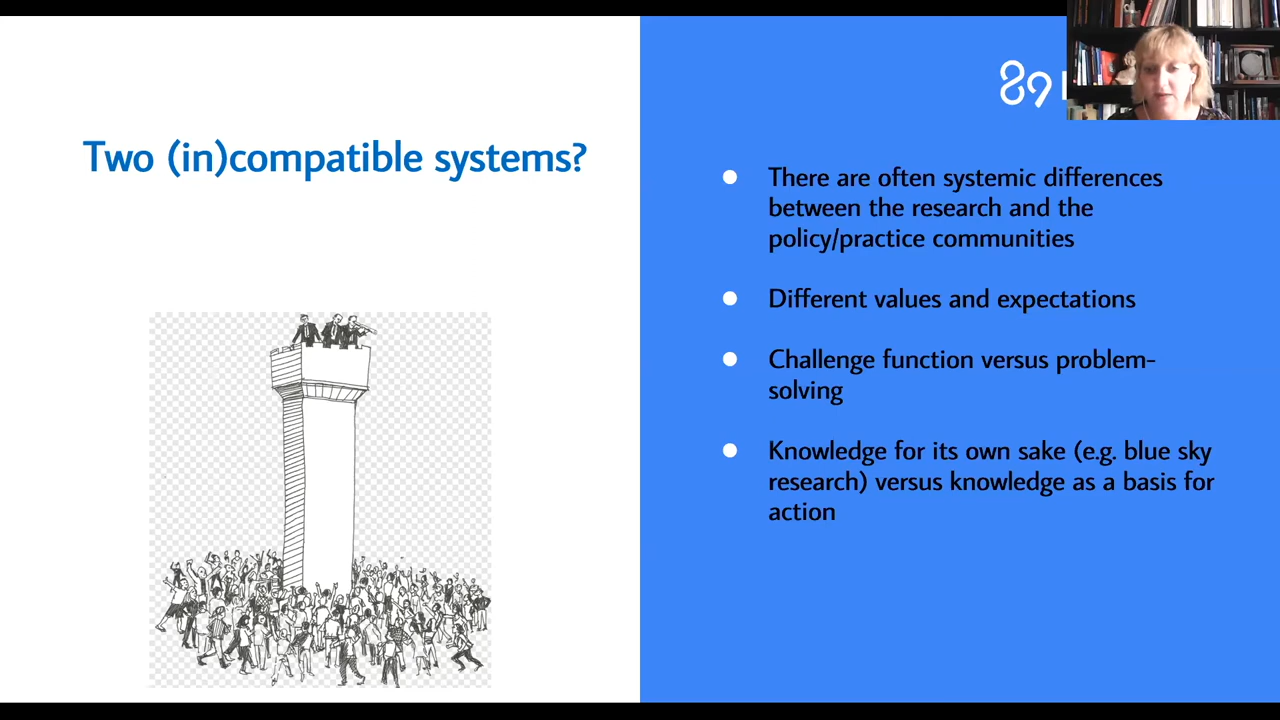 Two (in)compatible systems?
89
There are often systemic differences
between the research and the
policy/practice communities
Different values and expectations
Challenge function versus problem-
solving
Knowledge for its own sake (e.g. blue sky
research) versus knowledge as a basis for
action